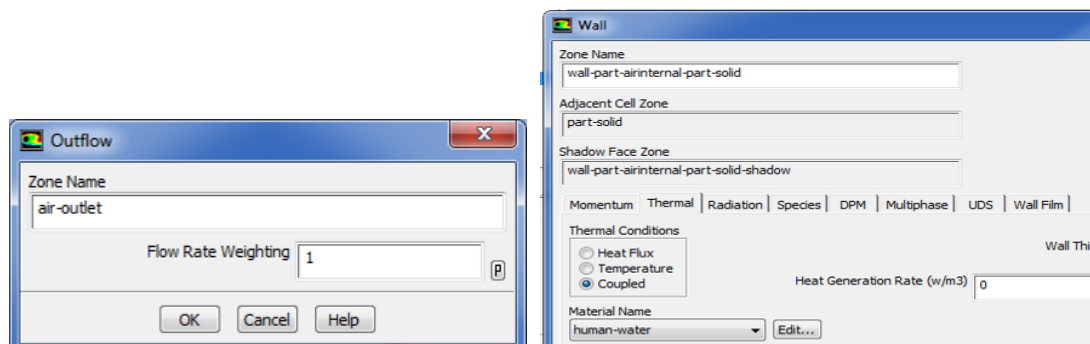 Outflow
Zone Name
air-outlet
Flow Rate Weighting 1
P
OK Cancel Help
Wall
Zone Name
wall-part-airinternal-part-solid
Adjacent Cell Zone
part-solid
Shadow Face Zone
wall-part-airinternal-part-solid-shadow
Momentum Thermal Radiation Species DPM Multiphase UDS Wall Film
Thermal Conditions
Heat Flux
Temperature
Coupled
Wall Thi
Heat Generation Rate (w/m3) 0
Material Name
human-water Edit...